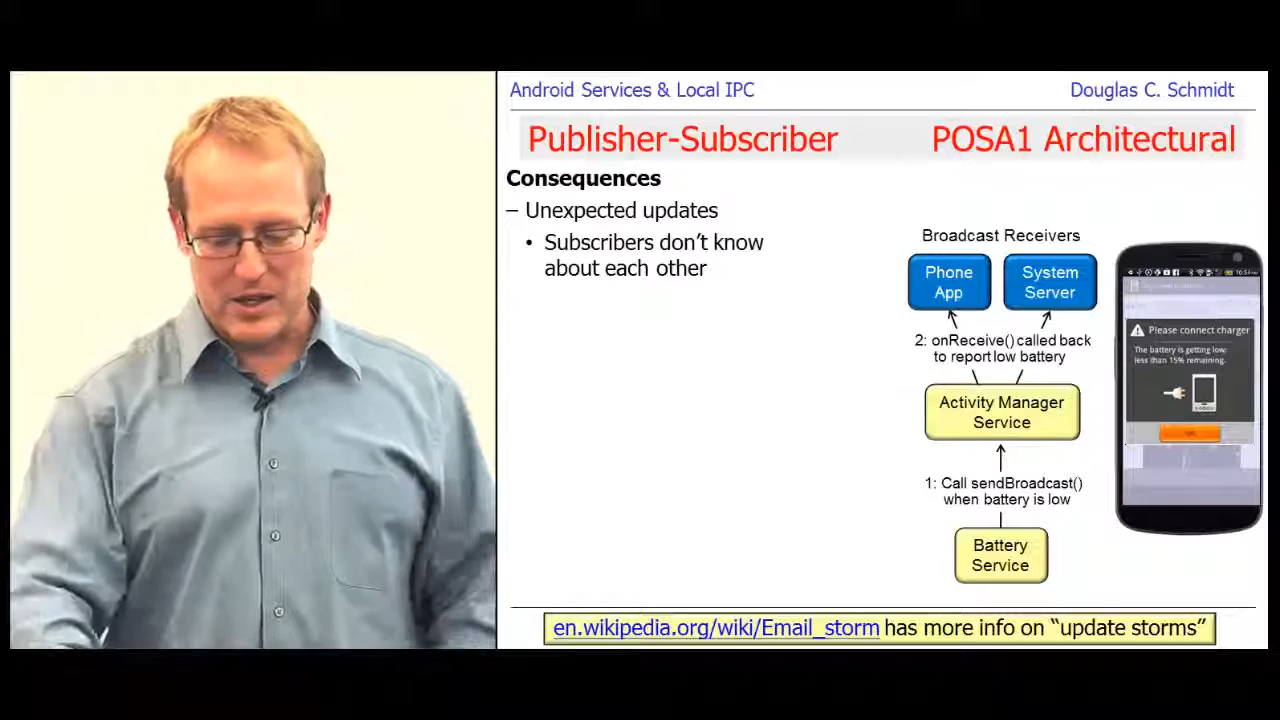 Android Services & Local IPC
Douglas C. Schmidt
Publisher-Subscriber
POSA1 Architectural
Consequences
– Unexpected updates
• Subscribers don’t know
about each other
Broadcast Receivers
Phone
App
System
Server
2: onReceive() called back
to report low battery
Activity Manager
Service
1: Call sendBroadcast()
when battery is low
Battery
Service
Please connect charger
The battery is getting low:
less than 15% remaining.
en.wikipedia.org/wiki/Email_storm has more info on “update storms”